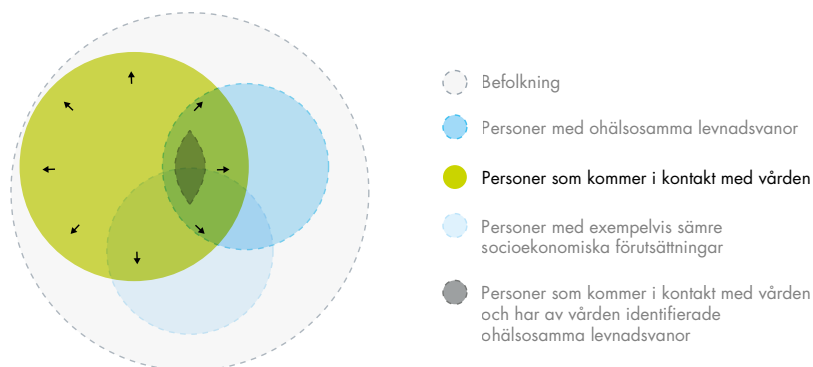 Befolkning
Personer med ohälsosamma levnadsvanor
Personer som kommer i kontakt med vården
Personer med exempelvis sämre
socioekonomiska förutsättningar
Personer som kommer i kontakt med vården
och har av vården identifierade
ohälsosamma levnadsvanor